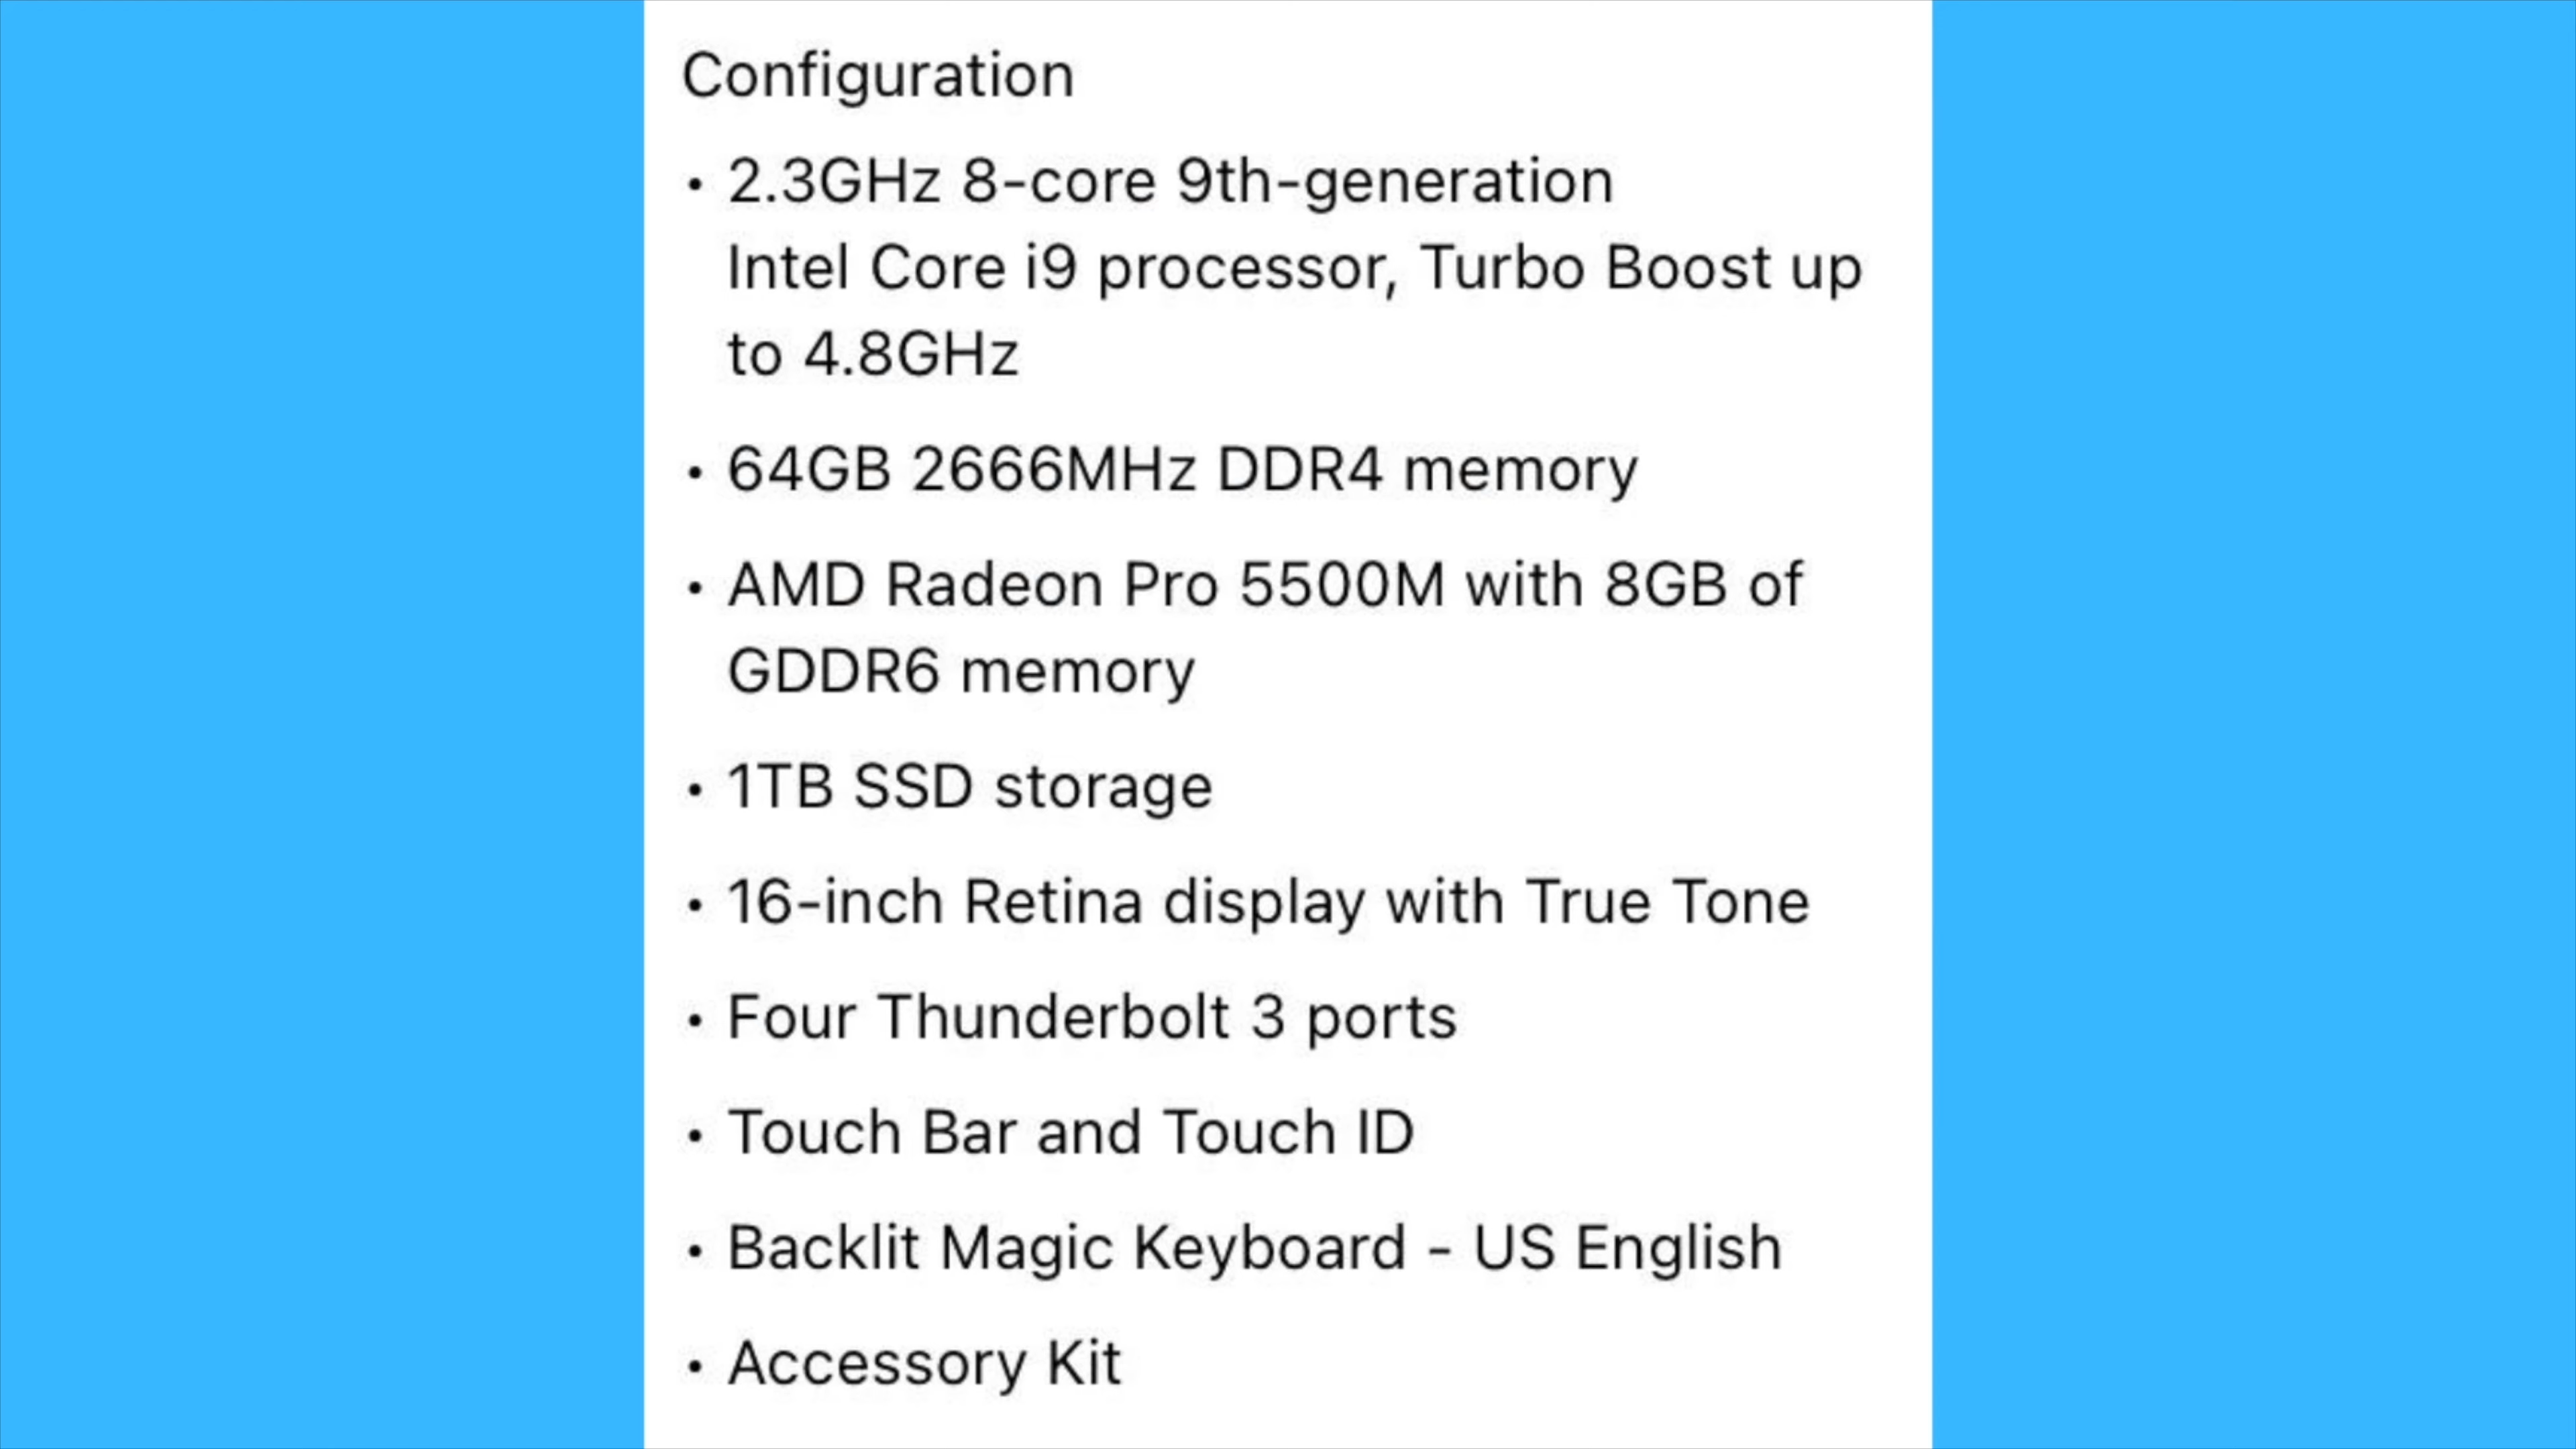 Configuration
• 2.3GHz 8-core 9th-generation
Intel Core i9 processor, Turbo Boost up
to 4.8GHz
• 64GB 2666MHz DDR4 memory
• AMD Radeon Pro 5500M with 8GB of
GDDR6 memory
• 1TB SSD storage
• 16-inch Retina display with True Tone
• Four Thunderbolt 3 ports
• Touch Bar and Touch ID
• Backlit Magic Keyboard - US English
• Accessory Kit